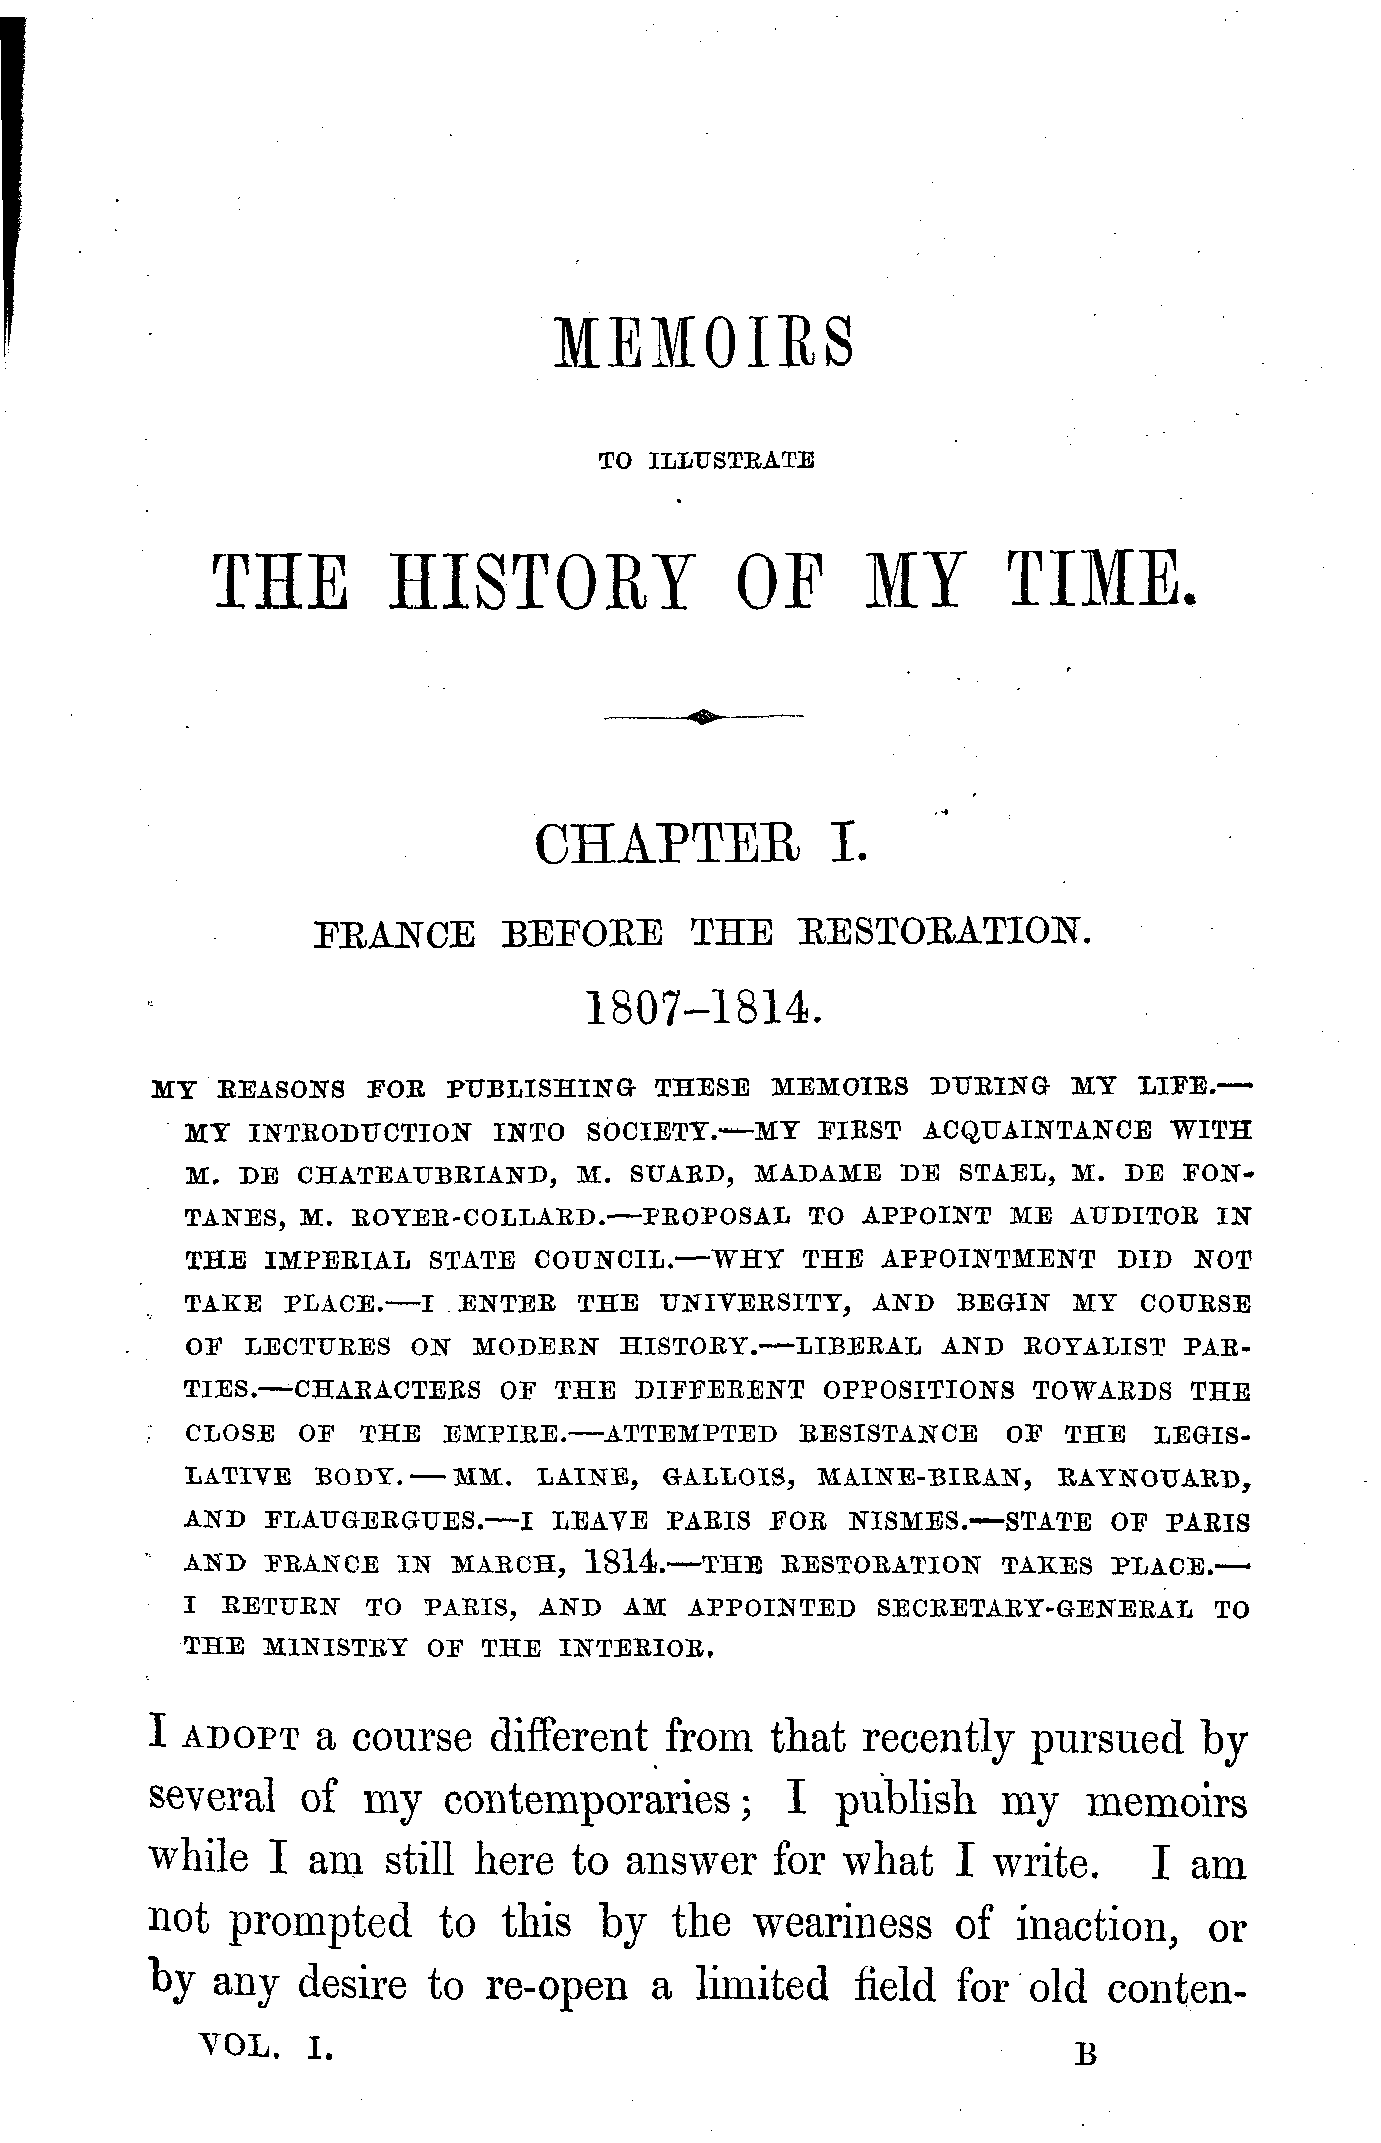 MEMOIRS
TO ILLUSTRATE
THE HISTORY OF MY TIME.
CHAPTER I.
FRANCE BEFORE THE RESTORATION.
1807–1814.
MY REASONS FOR PUBLISHING THESE MEMOIRS DURING MY LIFE.—
MY INTRODUCTION INTO SOCIETY.—MY FIRST ACQUAINTANCE WITH
M. DE CHATEAUBRIAND, M. SUARD, MADAME DE STAEL, M. DE FON-
TANES, M. ROYER-COLLARD.—PROPOSAL TO APPOINT ME AUDITOR IN
THE IMPERIAL STATE COUNCIL.—WHY THE APPOINTMENT DID NOT
TAKE PLACE.—I ENTER THE UNIVERSITY, AND BEGIN MY COURSE
OF LECTURES ON MODERN HISTORY.—LIBERAL AND ROYALIST PAR-
TIES.—CHARACTERS OF THE DIFFERENT OPPOSITIONS TOWARDS THE
CLOSE OF THE EMPIRE.—ATTEMPTED RESISTANCE OF THE LEGIS-
LATIVE BODY.—MM. LAINE, GALLOIS, MAINE-BIRAN, RAYNOUARD,
AND FLAUGERGUES.—I LEAVE PARIS FOR NISMES.—STATE OF PARIS
AND FRANCE IN MARCH, 1814.—THE RESTORATION TAKES PLACE.—
I RETURN TO PARIS, AND AM APPOINTED SECRETARY-GENERAL TO
THE MINISTRY OF THE INTERIOR.
I ADOPT a course different from that recently pursued by
several of my contemporaries; I publish my memoirs
while I am still here to answer for what I write. I am
not prompted to this by the weariness of inaction, or
by any desire to re-open a limited field for old conten-
VOL. I. B